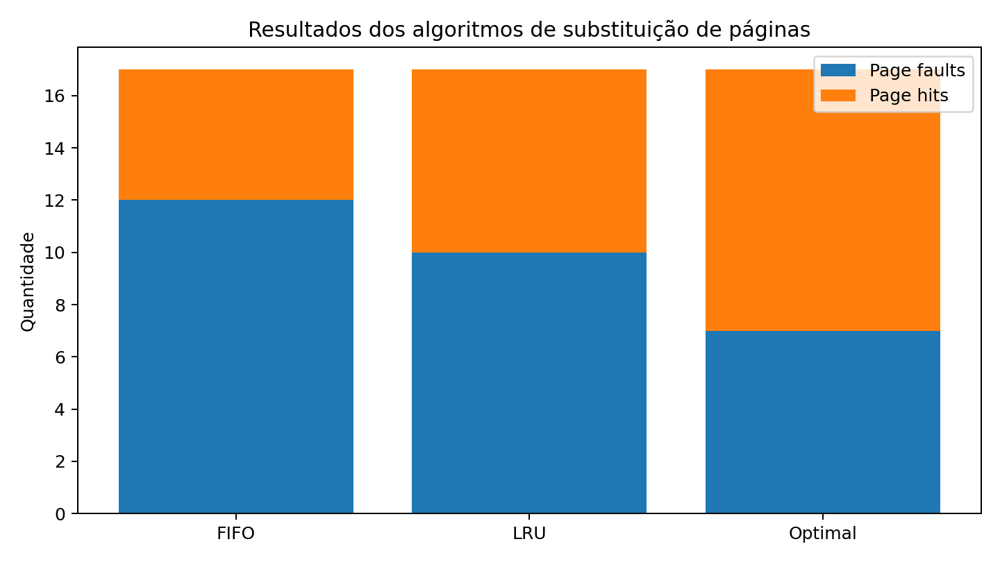 Resultados dos algoritmos de substituição de páginas
Page faults
Page hits
Quantidade
16
14
12
10
8
6
4
2
0
FIFO
LRU
Optimal